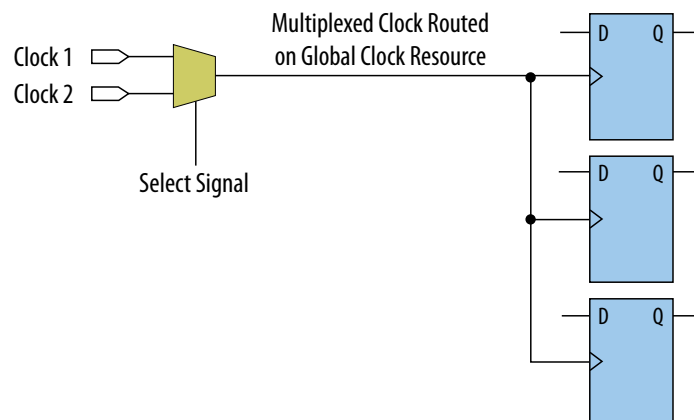 Multiplexed Clock Routed
on Global Clock Resource
Clock 1
Clock 2
Select Signal
D Q
D Q
D Q